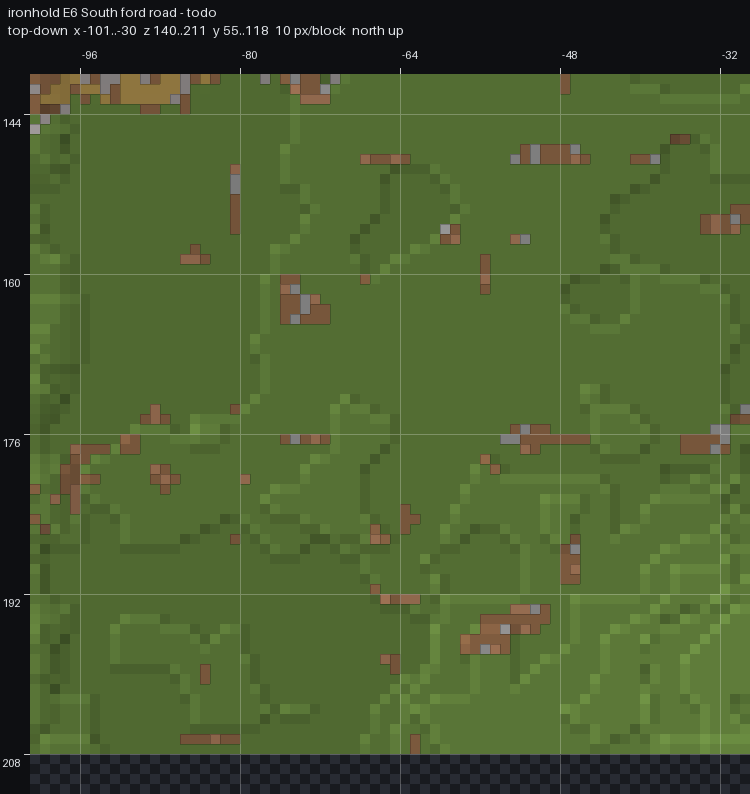 ironhold E6 South ford road - todo
top-down  x -101..-30  z 140..211  y 55..118  10 px/block  north up
-96 -80 -64 -48 -32
144
160
176
192
208